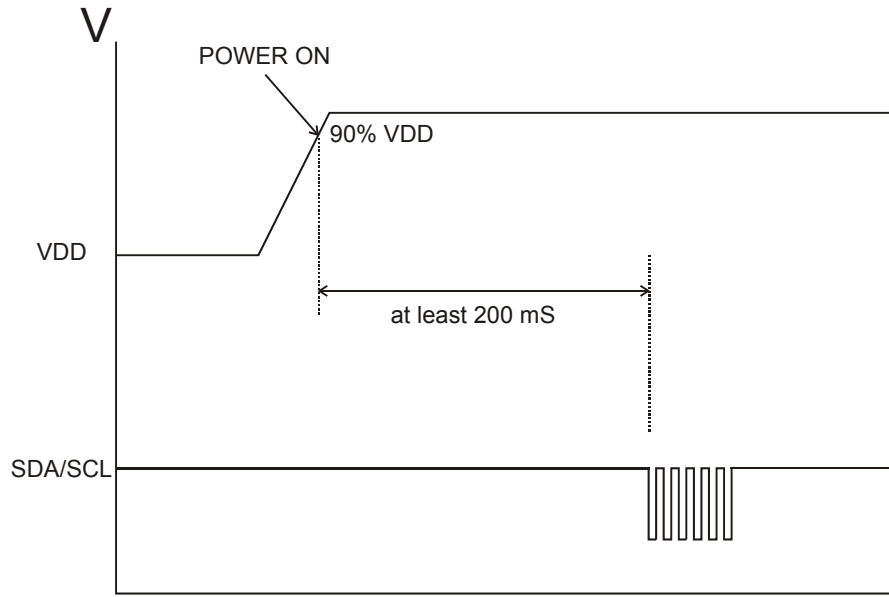 V
POWER ON
90% VDD
VDD
at least 200 mS
SDA/SCL